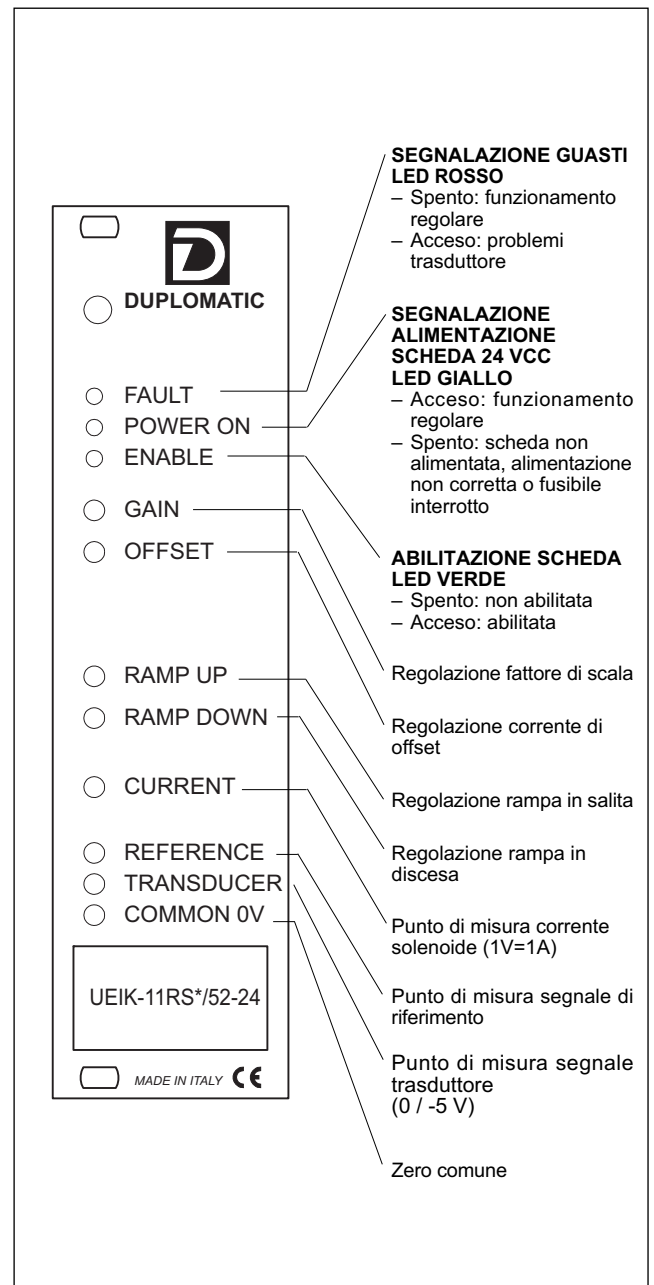 DUPLOMATIC
FAULT
POWER ON
ENABLE
GAIN
OFFSET
RAMP UP
RAMP DOWN
CURRENT
REFERENCE
TRANSDUCER
COMMON 0V
UEIK-11RS*/52-24
MADE IN ITALY CE
SEGNALAZIONE GUASTI
LED ROSSO
– Spento: funzionamento
regolare
– Acceso: problemi
trasduttore
SEGNALAZIONE
ALIMENTAZIONE
SCHEDA 24 VCC
LED GIALLO
– Acceso: funzionamento
regolare
– Spento: scheda non
alimentata, alimentazione
non corretta o fusibile
interrotto
ABILITAZIONE SCHEDA
LED VERDE
– Spento: non abilitata
– Acceso: abilitata
Regolazione fattore di scala
Regolazione corrente di
offset
Regolazione rampa in salita
Regolazione rampa in
discesa
Punto di misura corrente
solenoide (1V=1A)
Punto di misura segnale di
riferimento
Punto di misura segnale
trasduttore
(0 / -5 V)
Zero comune